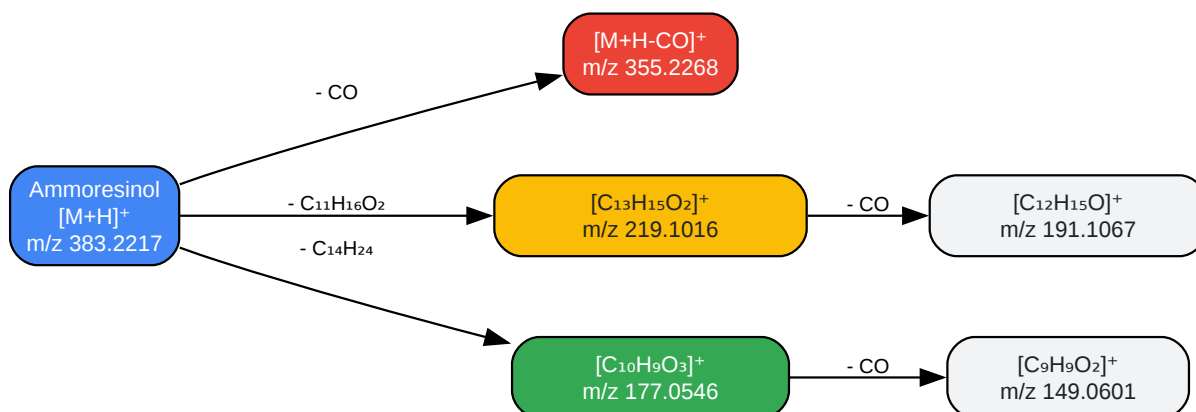 [M+H-CO]⁺
m/z 355.2268
- CO
Ammoresinol
[M+H]⁺
m/z 383.2217
- C₁₁H₁₆O₂
[C₁₃H₁₅O₂]⁺
m/z 219.1016
- CO
[C₁₂H₁₅O]⁺
m/z 191.1067
- C₁₄H₂₄
[C₁₀H₉O₃]⁺
m/z 177.0546
- CO
[C₉H₉O₂]⁺
m/z 149.0601